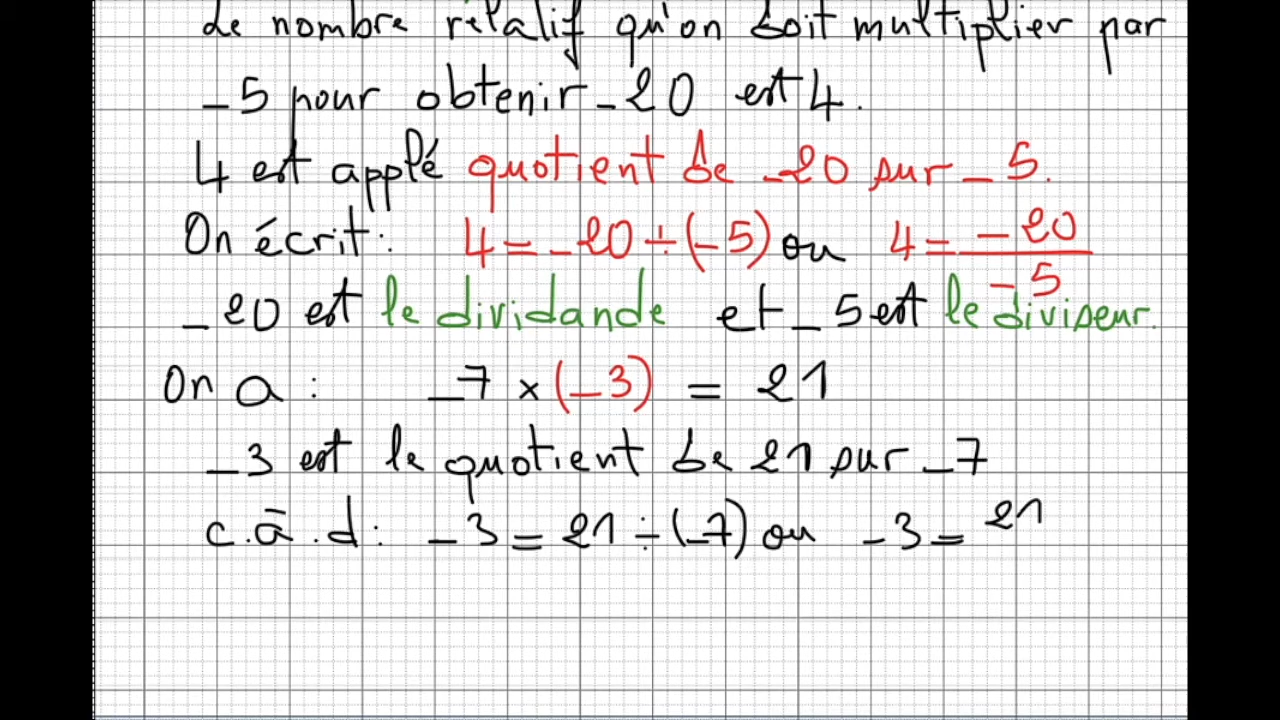 Le nombre relatif qu'on doit multiplier par
-5 pour obtenir -20 est 4.
4 est applé quotient de -20 sur -5.
On écrit : 4 = -20 ÷ (-5) ou 4 = -20/-5
-20 est le dividande et -5 est le diviseur.
On a : -7 × (-3) = 21
-3 est le quotient de 21 sur -7
c.à.d : -3 = 21 ÷ (-7) ou -3 = 21